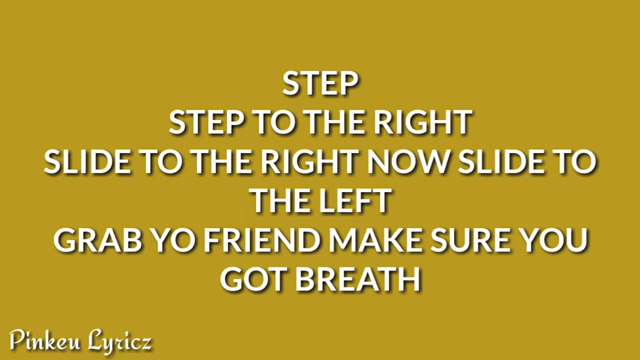 STEP
STEP TO THE RIGHT
SLIDE TO THE RIGHT NOW SLIDE TO
THE LEFT
GRAB YO FRIEND MAKE SURE YOU
GOT BREATH
Pinkeu Lyricz